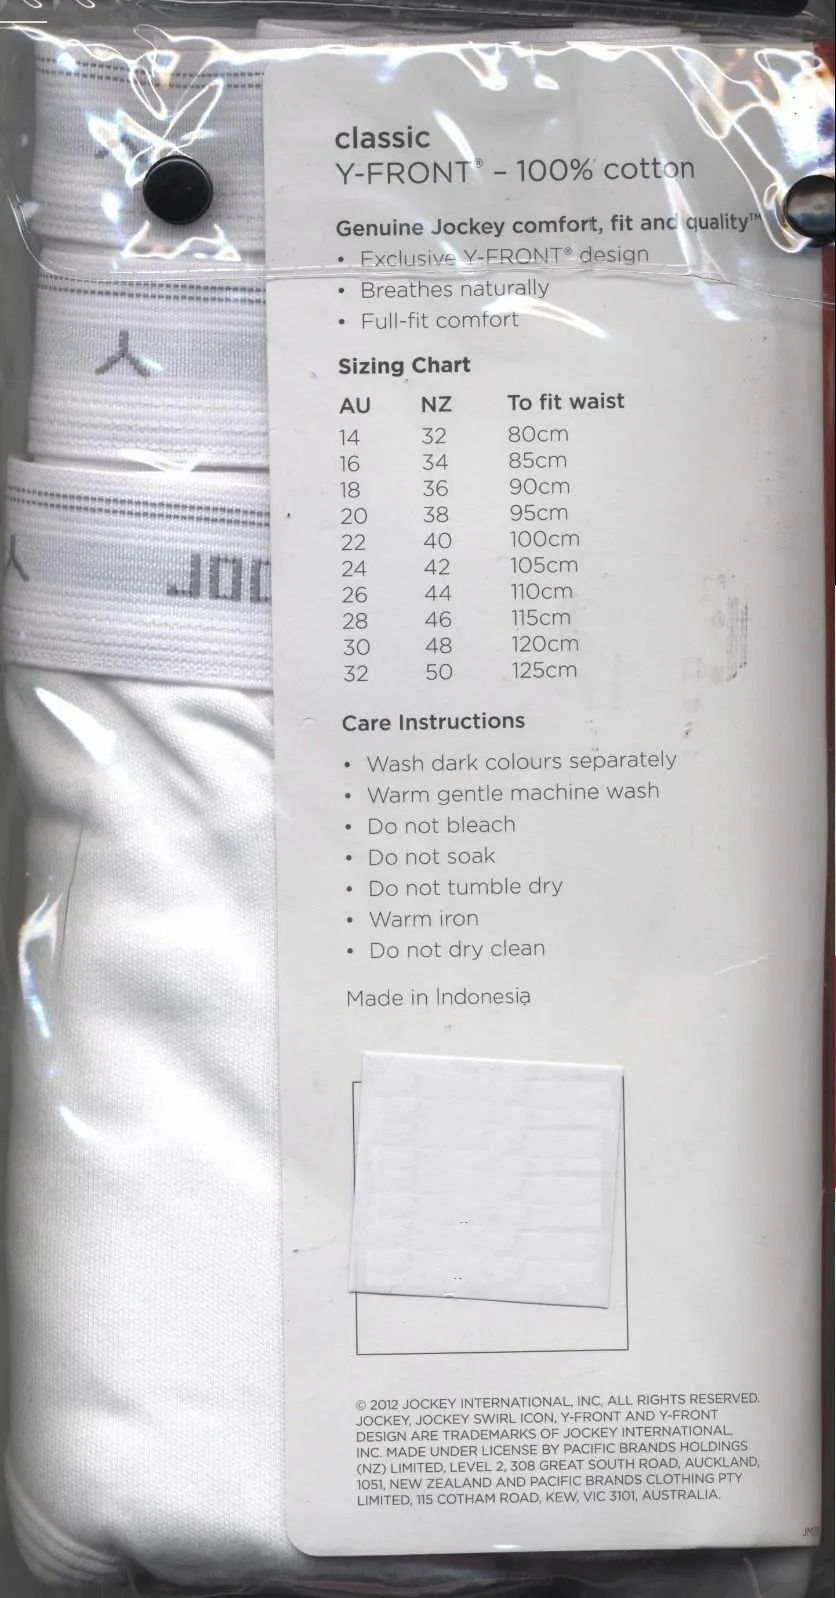 classic
Y-FRONT® – 100% cotton
Genuine Jockey comfort, fit and quality™
• Exclusive Y-FRONT® design
• Breathes naturally
• Full-fit comfort
Sizing Chart
AU NZ To fit waist
14 32 80cm
16 34 85cm
18 36 90cm
20 38 95cm
22 40 100cm
24 42 105cm
26 44 110cm
28 46 115cm
30 48 120cm
32 50 125cm
Care Instructions
• Wash dark colours separately
• Warm gentle machine wash
• Do not bleach
• Do not soak
• Do not tumble dry
• Warm iron
• Do not dry clean
Made in Indonesia
© 2012 JOCKEY INTERNATIONAL, INC. ALL RIGHTS RESERVED.
JOCKEY, JOCKEY SWIRL ICON, Y-FRONT AND Y-FRONT
DESIGN ARE TRADEMARKS OF JOCKEY INTERNATIONAL,
INC. MADE UNDER LICENSE BY PACIFIC BRANDS HOLDINGS
(NZ) LIMITED, LEVEL 2, 308 GREAT SOUTH ROAD, AUCKLAND,
1051, NEW ZEALAND AND PACIFIC BRANDS CLOTHING PTY
LIMITED, 115 COTHAM ROAD, KEW, VIC 3101, AUSTRALIA.